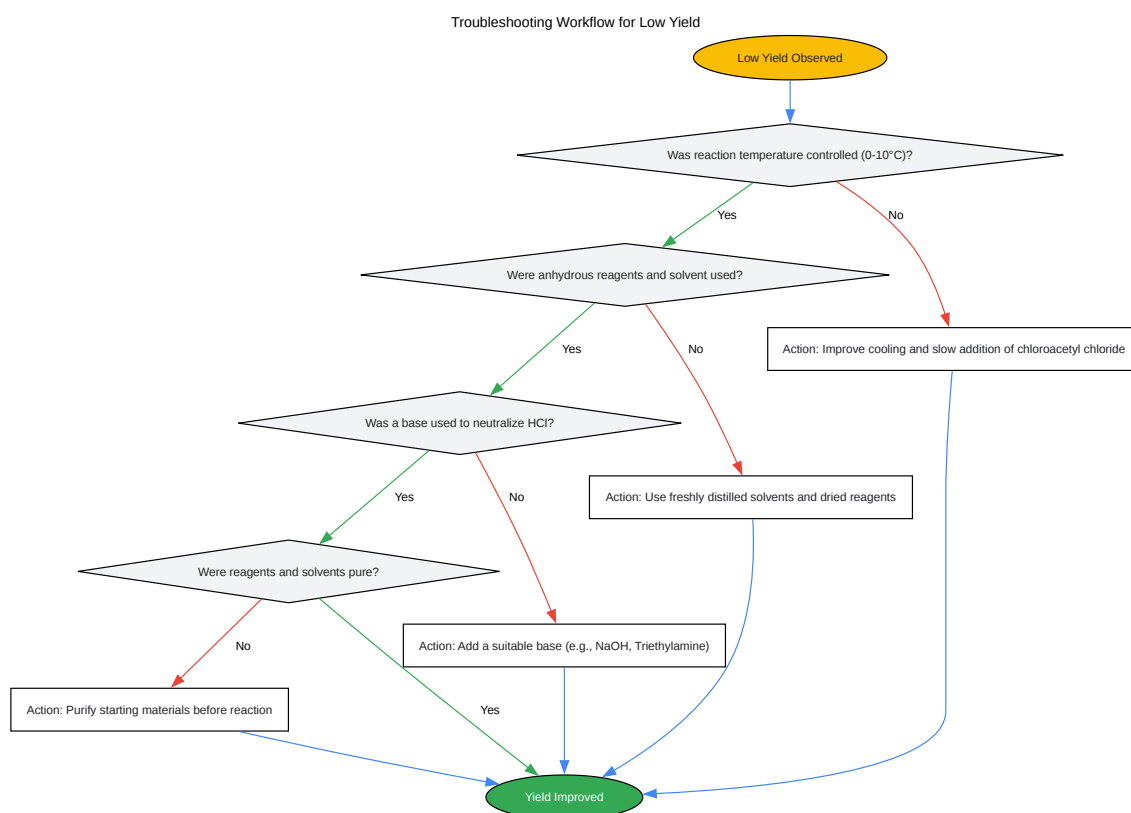 Troubleshooting Workflow for Low Yield
Low Yield Observed
Was reaction temperature controlled (0-10°C)?
Yes
No
Were anhydrous reagents and solvent used?
Yes
No
Action: Improve cooling and slow addition of chloroacetyl chloride
Was a base used to neutralize HCl?
Yes
No
Action: Use freshly distilled solvents and dried reagents
Were reagents and solvents pure?
No
Action: Add a suitable base (e.g., NaOH, Triethylamine)
Action: Purify starting materials before reaction
Yes
Yield Improved